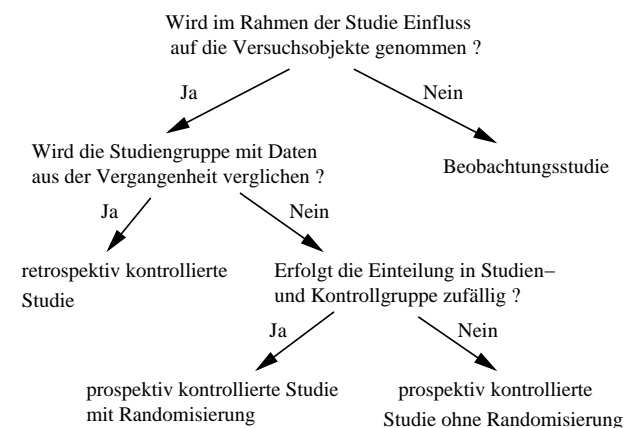 Wird im Rahmen der Studie Einfluss
auf die Versuchsobjekte genommen ?
Ja
Nein
Wird die Studiengruppe mit Daten
aus der Vergangenheit verglichen ?
Beobachtungsstudie
Ja
Nein
retrospektiv kontrollierte
Studie
Erfolgt die Einteilung in Studien–
und Kontrollgruppe zufällig ?
Ja
Nein
prospektiv kontrollierte Studie
mit Randomisierung
prospektiv kontrollierte
Studie ohne Randomisierung